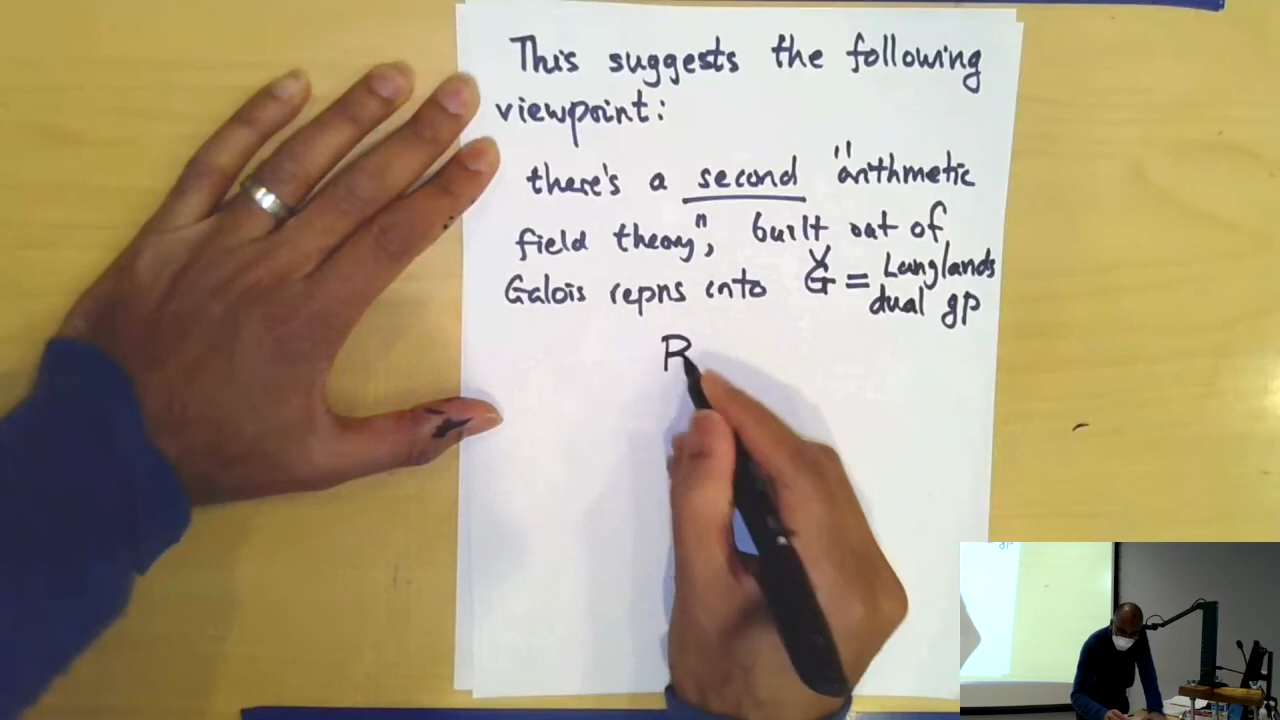 This suggests the following
viewpoint:
there's a second "arithmetic
field theory", built out of
Galois repns into Ǧ = Langlands
dual gp
R